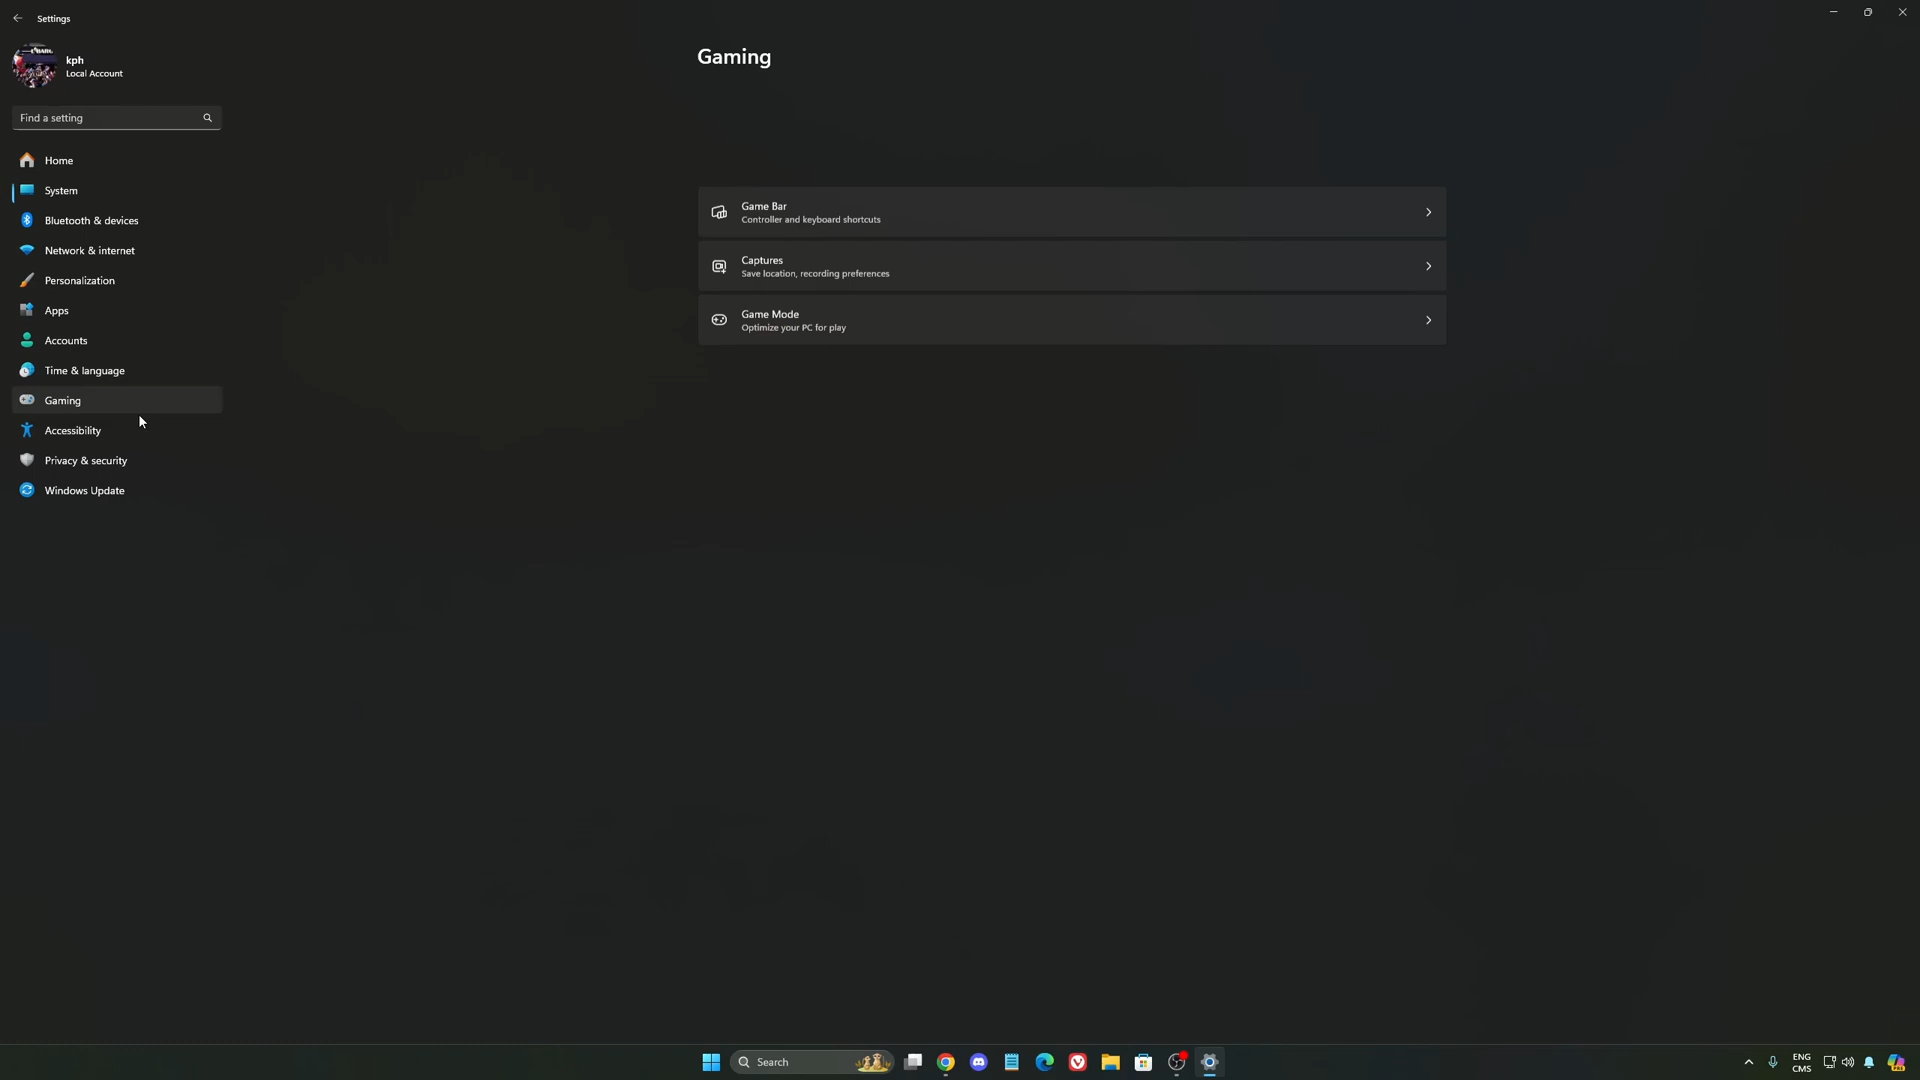 Settings
kph
Local Account
Find a setting
Home
System
Bluetooth & devices
Network & internet
Personalization
Apps
Accounts
Time & language
Gaming
Accessibility
Privacy & security
Windows Update
Gaming
Game Bar
Controller and keyboard shortcuts
Captures
Save location, recording preferences
Game Mode
Optimize your PC for play
Search
ENG
CMS